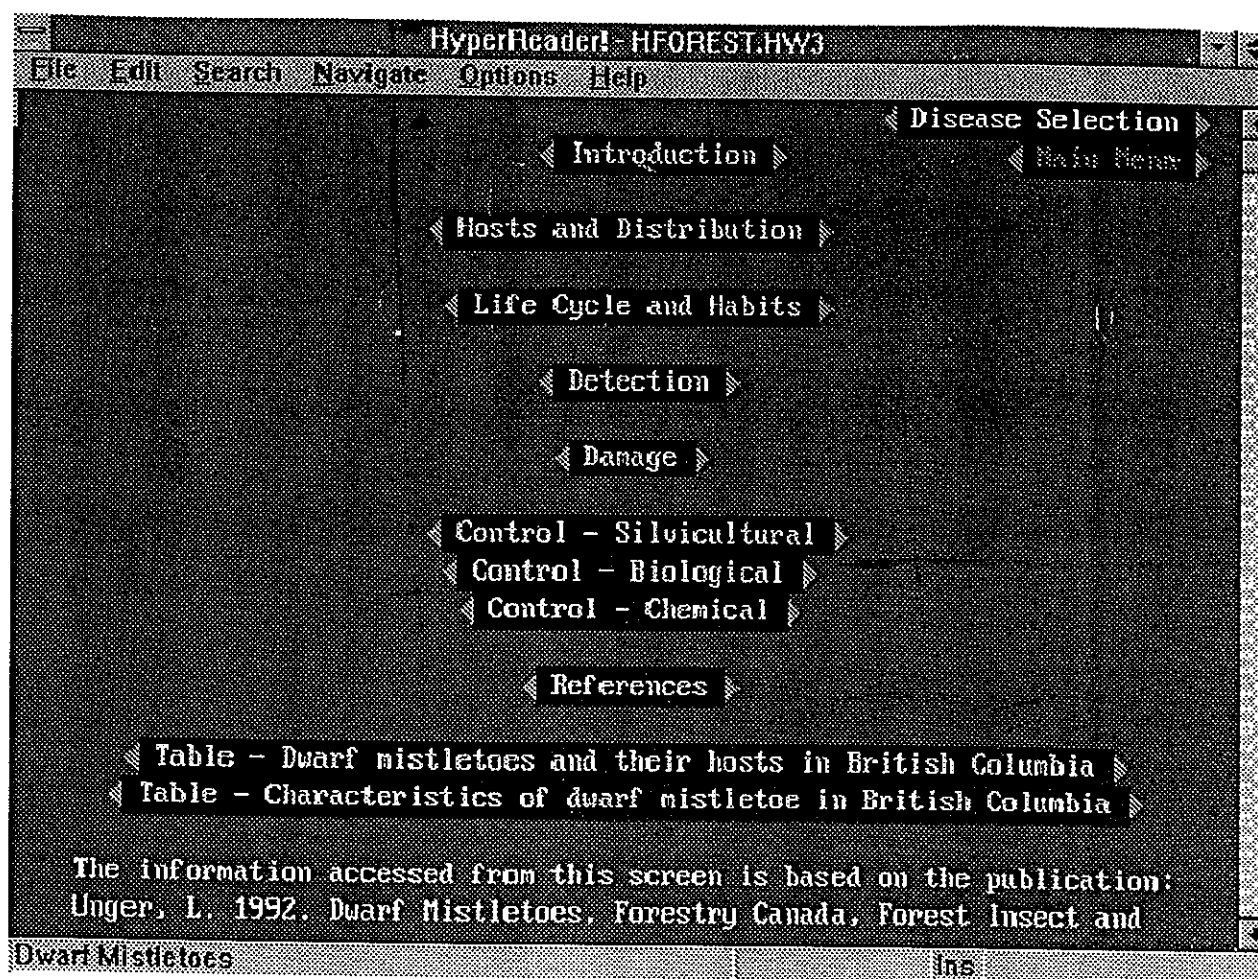 HyperReader! - HFOREST.HW3
File Edit Search Navigate Options Help
Disease Selection
Introduction
Main Menu
Hosts and Distribution
Life Cycle and Habits
Detection
Damage
Control - Silvicultural
Control - Biological
Control - Chemical
References
Table - Dwarf mistletoes and their hosts in British Columbia
Table - Characteristics of dwarf mistletoe in British Columbia
The information accessed from this screen is based on the publication:
Unger, L. 1992. Dwarf Mistletoes, Forestry Canada, Forest Insect and
Dwarf Mistletoes Ins